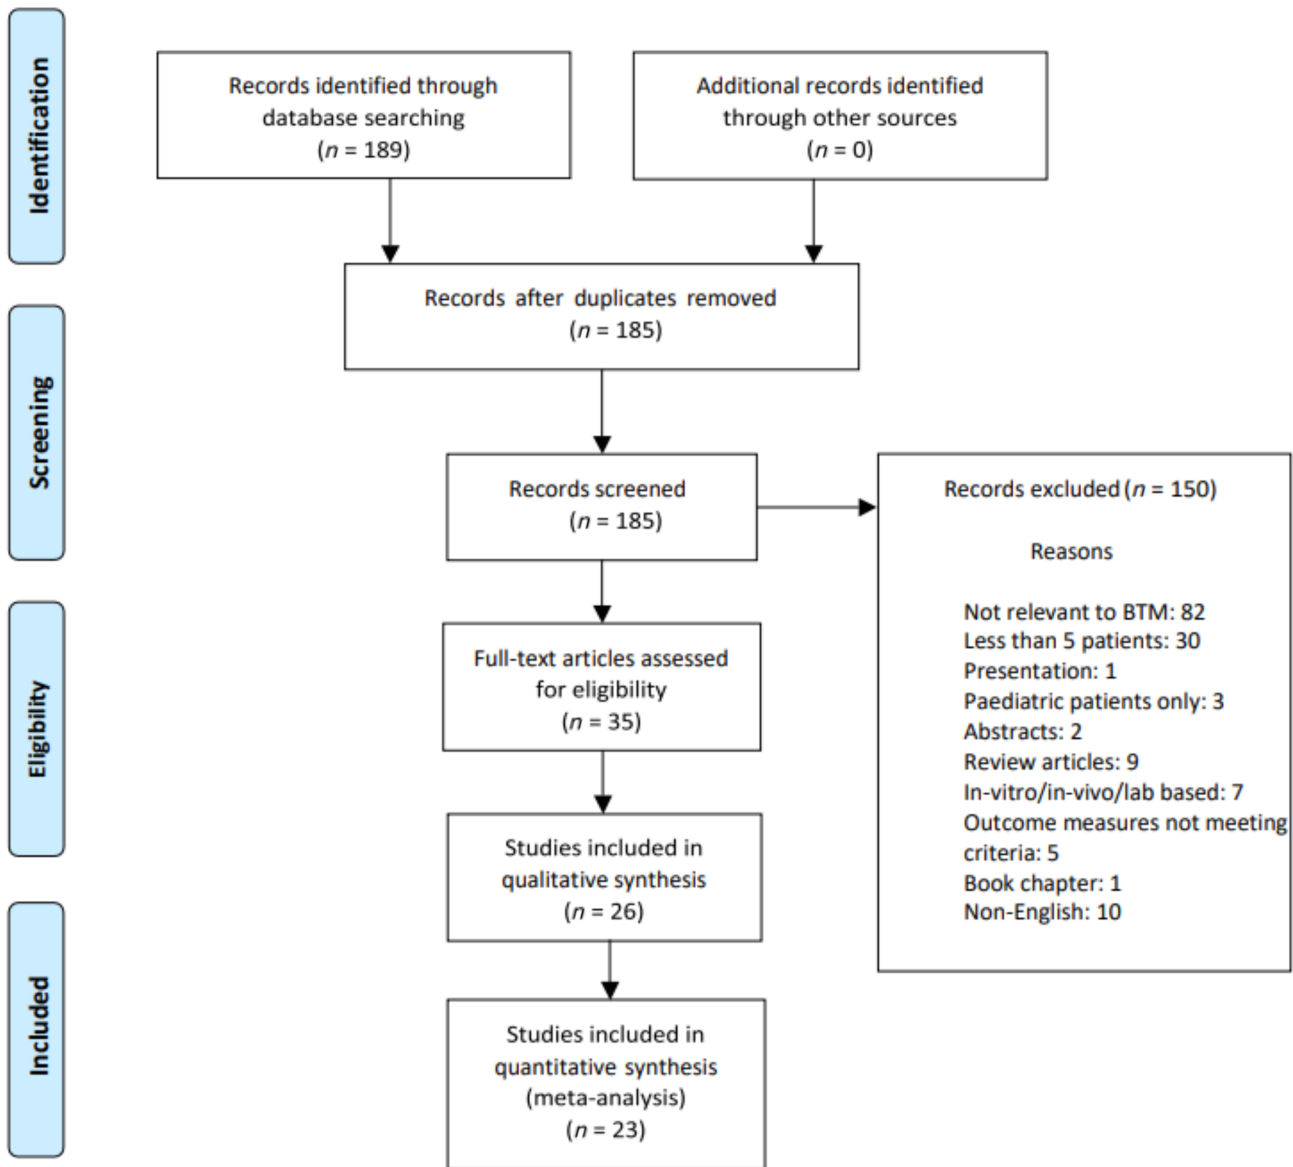 Identification
Records identified through
database searching
(n = 189)
Additional records identified
through other sources
(n = 0)
Records after duplicates removed
(n = 185)
Screening
Records screened
(n = 185)
Records excluded (n = 150)
Reasons
Not relevant to BTM: 82
Less than 5 patients: 30
Presentation: 1
Paediatric patients only: 3
Abstracts: 2
Review articles: 9
In-vitro/in-vivo/lab based: 7
Outcome measures not meeting
criteria: 5
Book chapter: 1
Non-English: 10
Eligibility
Full-text articles assessed
for eligibility
(n = 35)
Studies included in
qualitative synthesis
(n = 26)
Included
Studies included in
quantitative synthesis
(meta-analysis)
(n = 23)